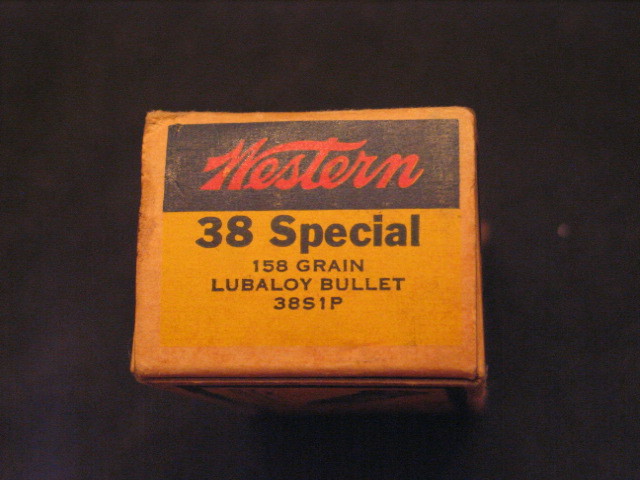 Western
38 Special
158 GRAIN
LUBALOY BULLET
38S1P